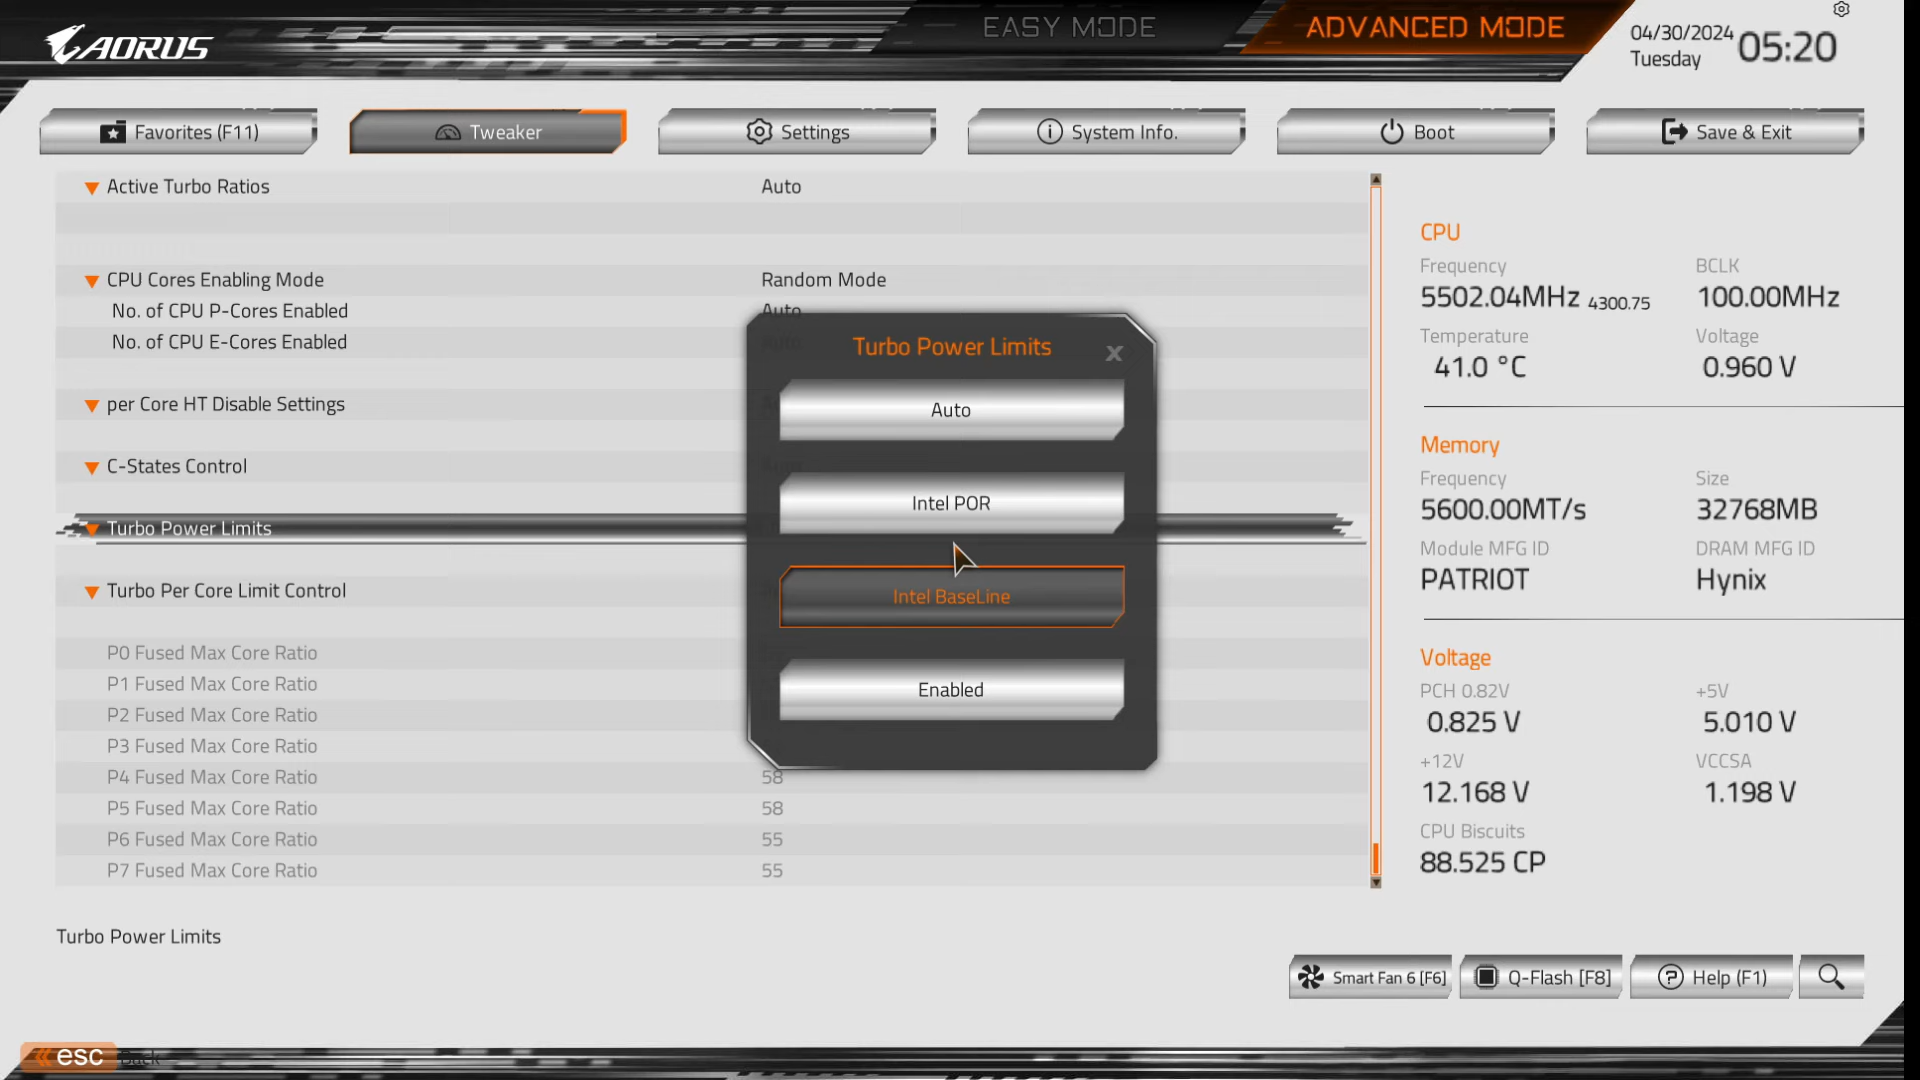 AORUS
EASY MODE
ADVANCED MODE
04/30/2024
Tuesday
05:20
Favorites (F11)
Tweaker
Settings
System Info.
Boot
Save & Exit
Active Turbo Ratios Auto
CPU Cores Enabling Mode Random Mode
No. of CPU P-Cores Enabled Auto
No. of CPU E-Cores Enabled
per Core HT Disable Settings
C-States Control
Turbo Power Limits
Turbo Per Core Limit Control
P0 Fused Max Core Ratio
P1 Fused Max Core Ratio
P2 Fused Max Core Ratio
P3 Fused Max Core Ratio
P4 Fused Max Core Ratio 58
P5 Fused Max Core Ratio 58
P6 Fused Max Core Ratio 55
P7 Fused Max Core Ratio 55
Turbo Power Limits X
Auto
Intel POR
Intel BaseLine
Enabled
CPU
Frequency BCLK
5502.04MHz 4300.75 100.00MHz
Temperature Voltage
41.0 °C 0.960 V
Memory
Frequency Size
5600.00MT/s 32768MB
Module MFG ID DRAM MFG ID
PATRIOT Hynix
Voltage
PCH 0.82V +5V
0.825 V 5.010 V
+12V VCCSA
12.168 V 1.198 V
CPU Biscuits
88.525 CP
Turbo Power Limits
Smart Fan 6 [F6]
Q-Flash [F8]
Help (F1)
esc Back